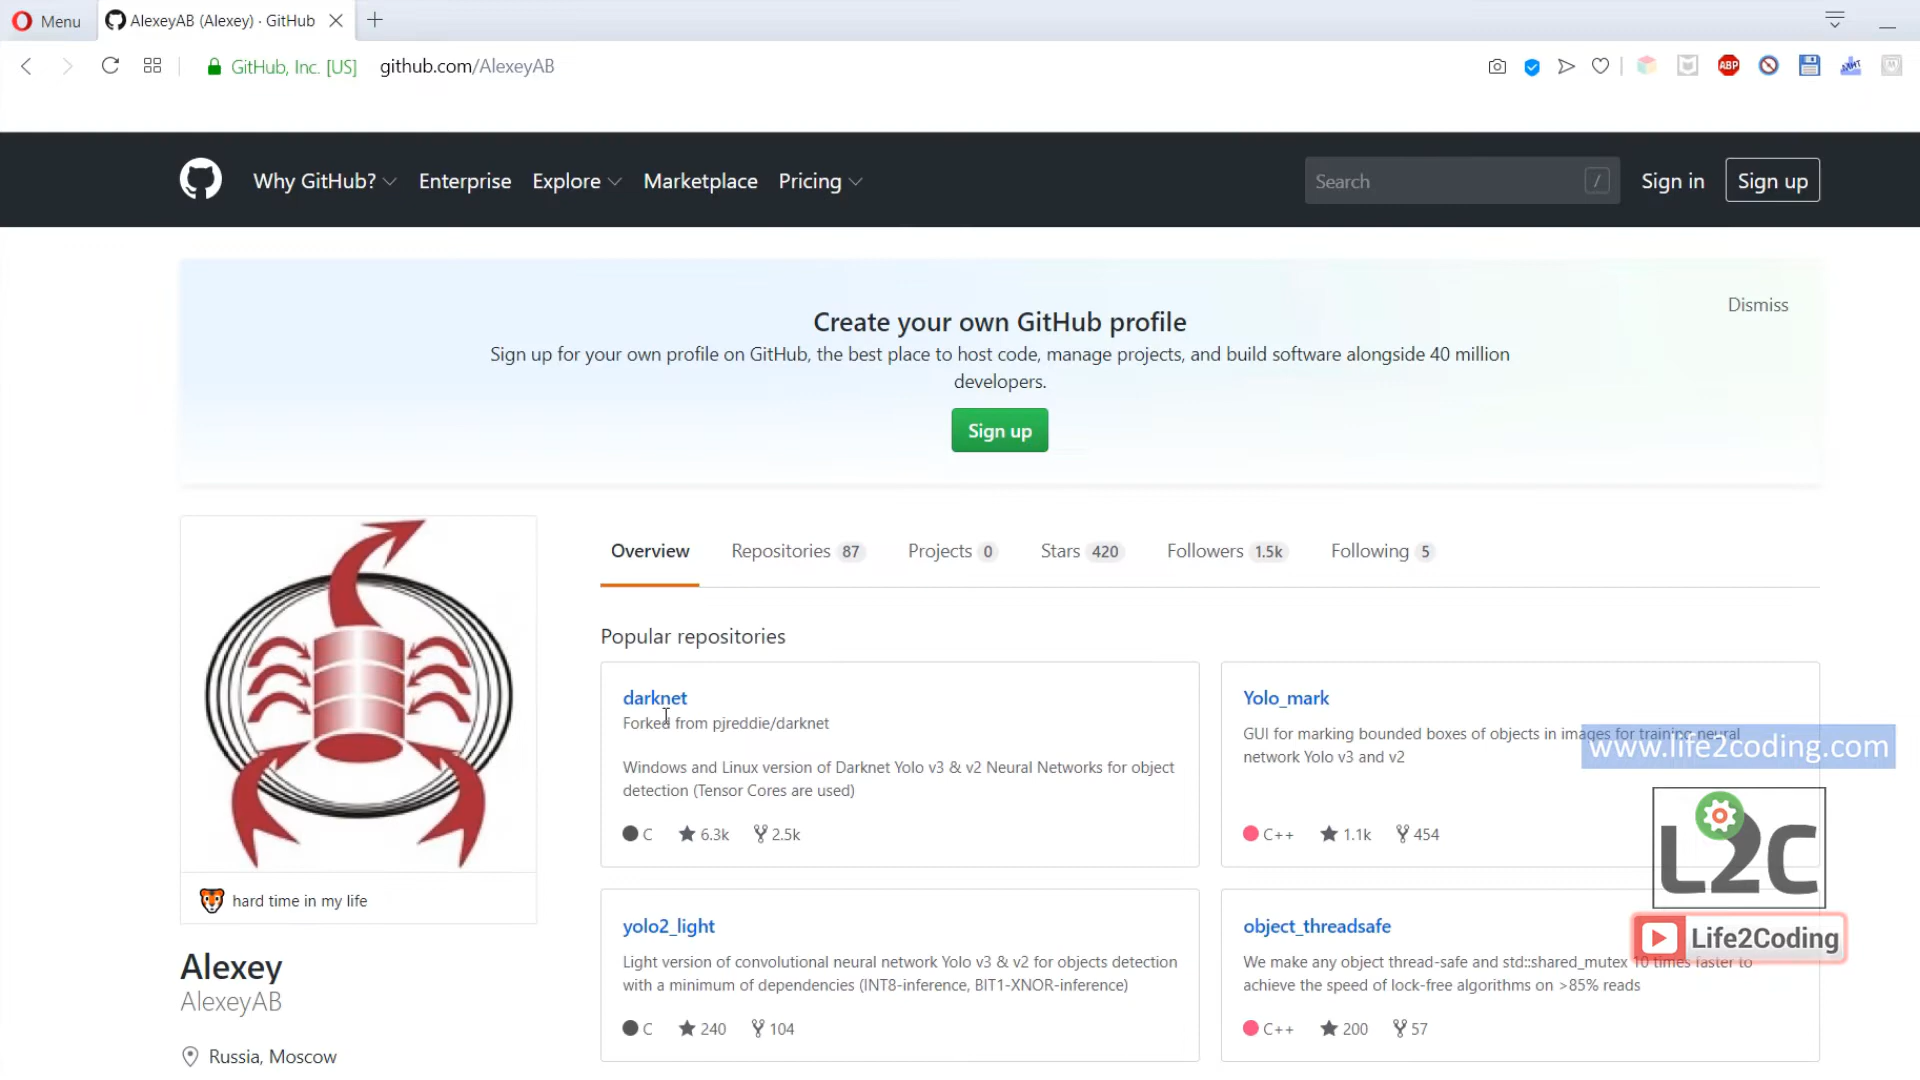 Menu
AlexeyAB (Alexey) · GitHub
GitHub, Inc. [US]
github.com/AlexeyAB
ABP
Why GitHub?
Enterprise
Explore
Marketplace
Pricing
Search
/
Sign in
Sign up
Dismiss
Create your own GitHub profile
Sign up for your own profile on GitHub, the best place to host code, manage projects, and build software alongside 40 million
developers.
Sign up
Overview
Repositories 87
Projects 0
Stars 420
Followers 1.5k
Following 5
Popular repositories
darknet
Forked from pjreddie/darknet
Windows and Linux version of Darknet Yolo v3 & v2 Neural Networks for object
detection (Tensor Cores are used)
C 6.3k 2.5k
Yolo_mark
GUI for marking bounded boxes of objects in images for training neural
network Yolo v3 and v2
C++ 1.1k 454
www.life2coding.com
L2C
Life2Coding
yolo2_light
Light version of convolutional neural network Yolo v3 & v2 for objects detection
with a minimum of dependencies (INT8-inference, BIT1-XNOR-inference)
C 240 104
object_threadsafe
We make any object thread-safe and std::shared_mutex 10 times faster to
achieve the speed of lock-free algorithms on >85% reads
C++ 200 57
hard time in my life
Alexey
AlexeyAB
Russia, Moscow